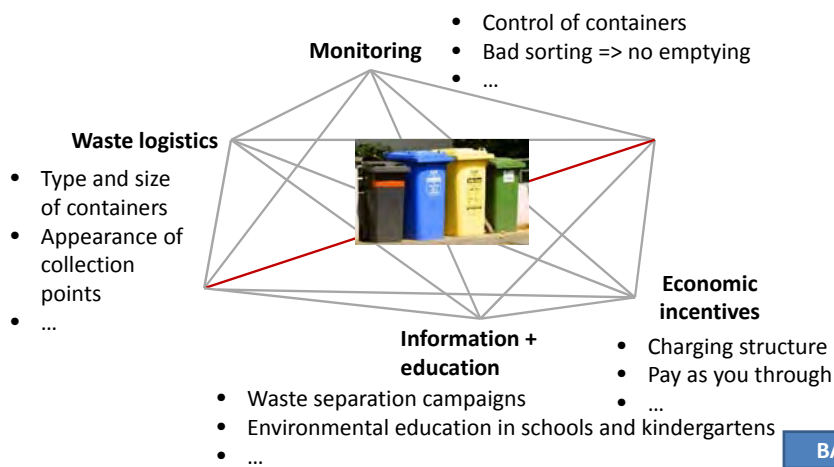 Monitoring
• Control of containers
• Bad sorting => no emptying
• ...
Waste logistics
• Type and size
of containers
• Appearance of
collection
points
• ...
Economic
incentives
• Charging structure
• Pay as you through
• ...
Information +
education
• Waste separation campaigns
• Environmental education in schools and kindergartens
• ...